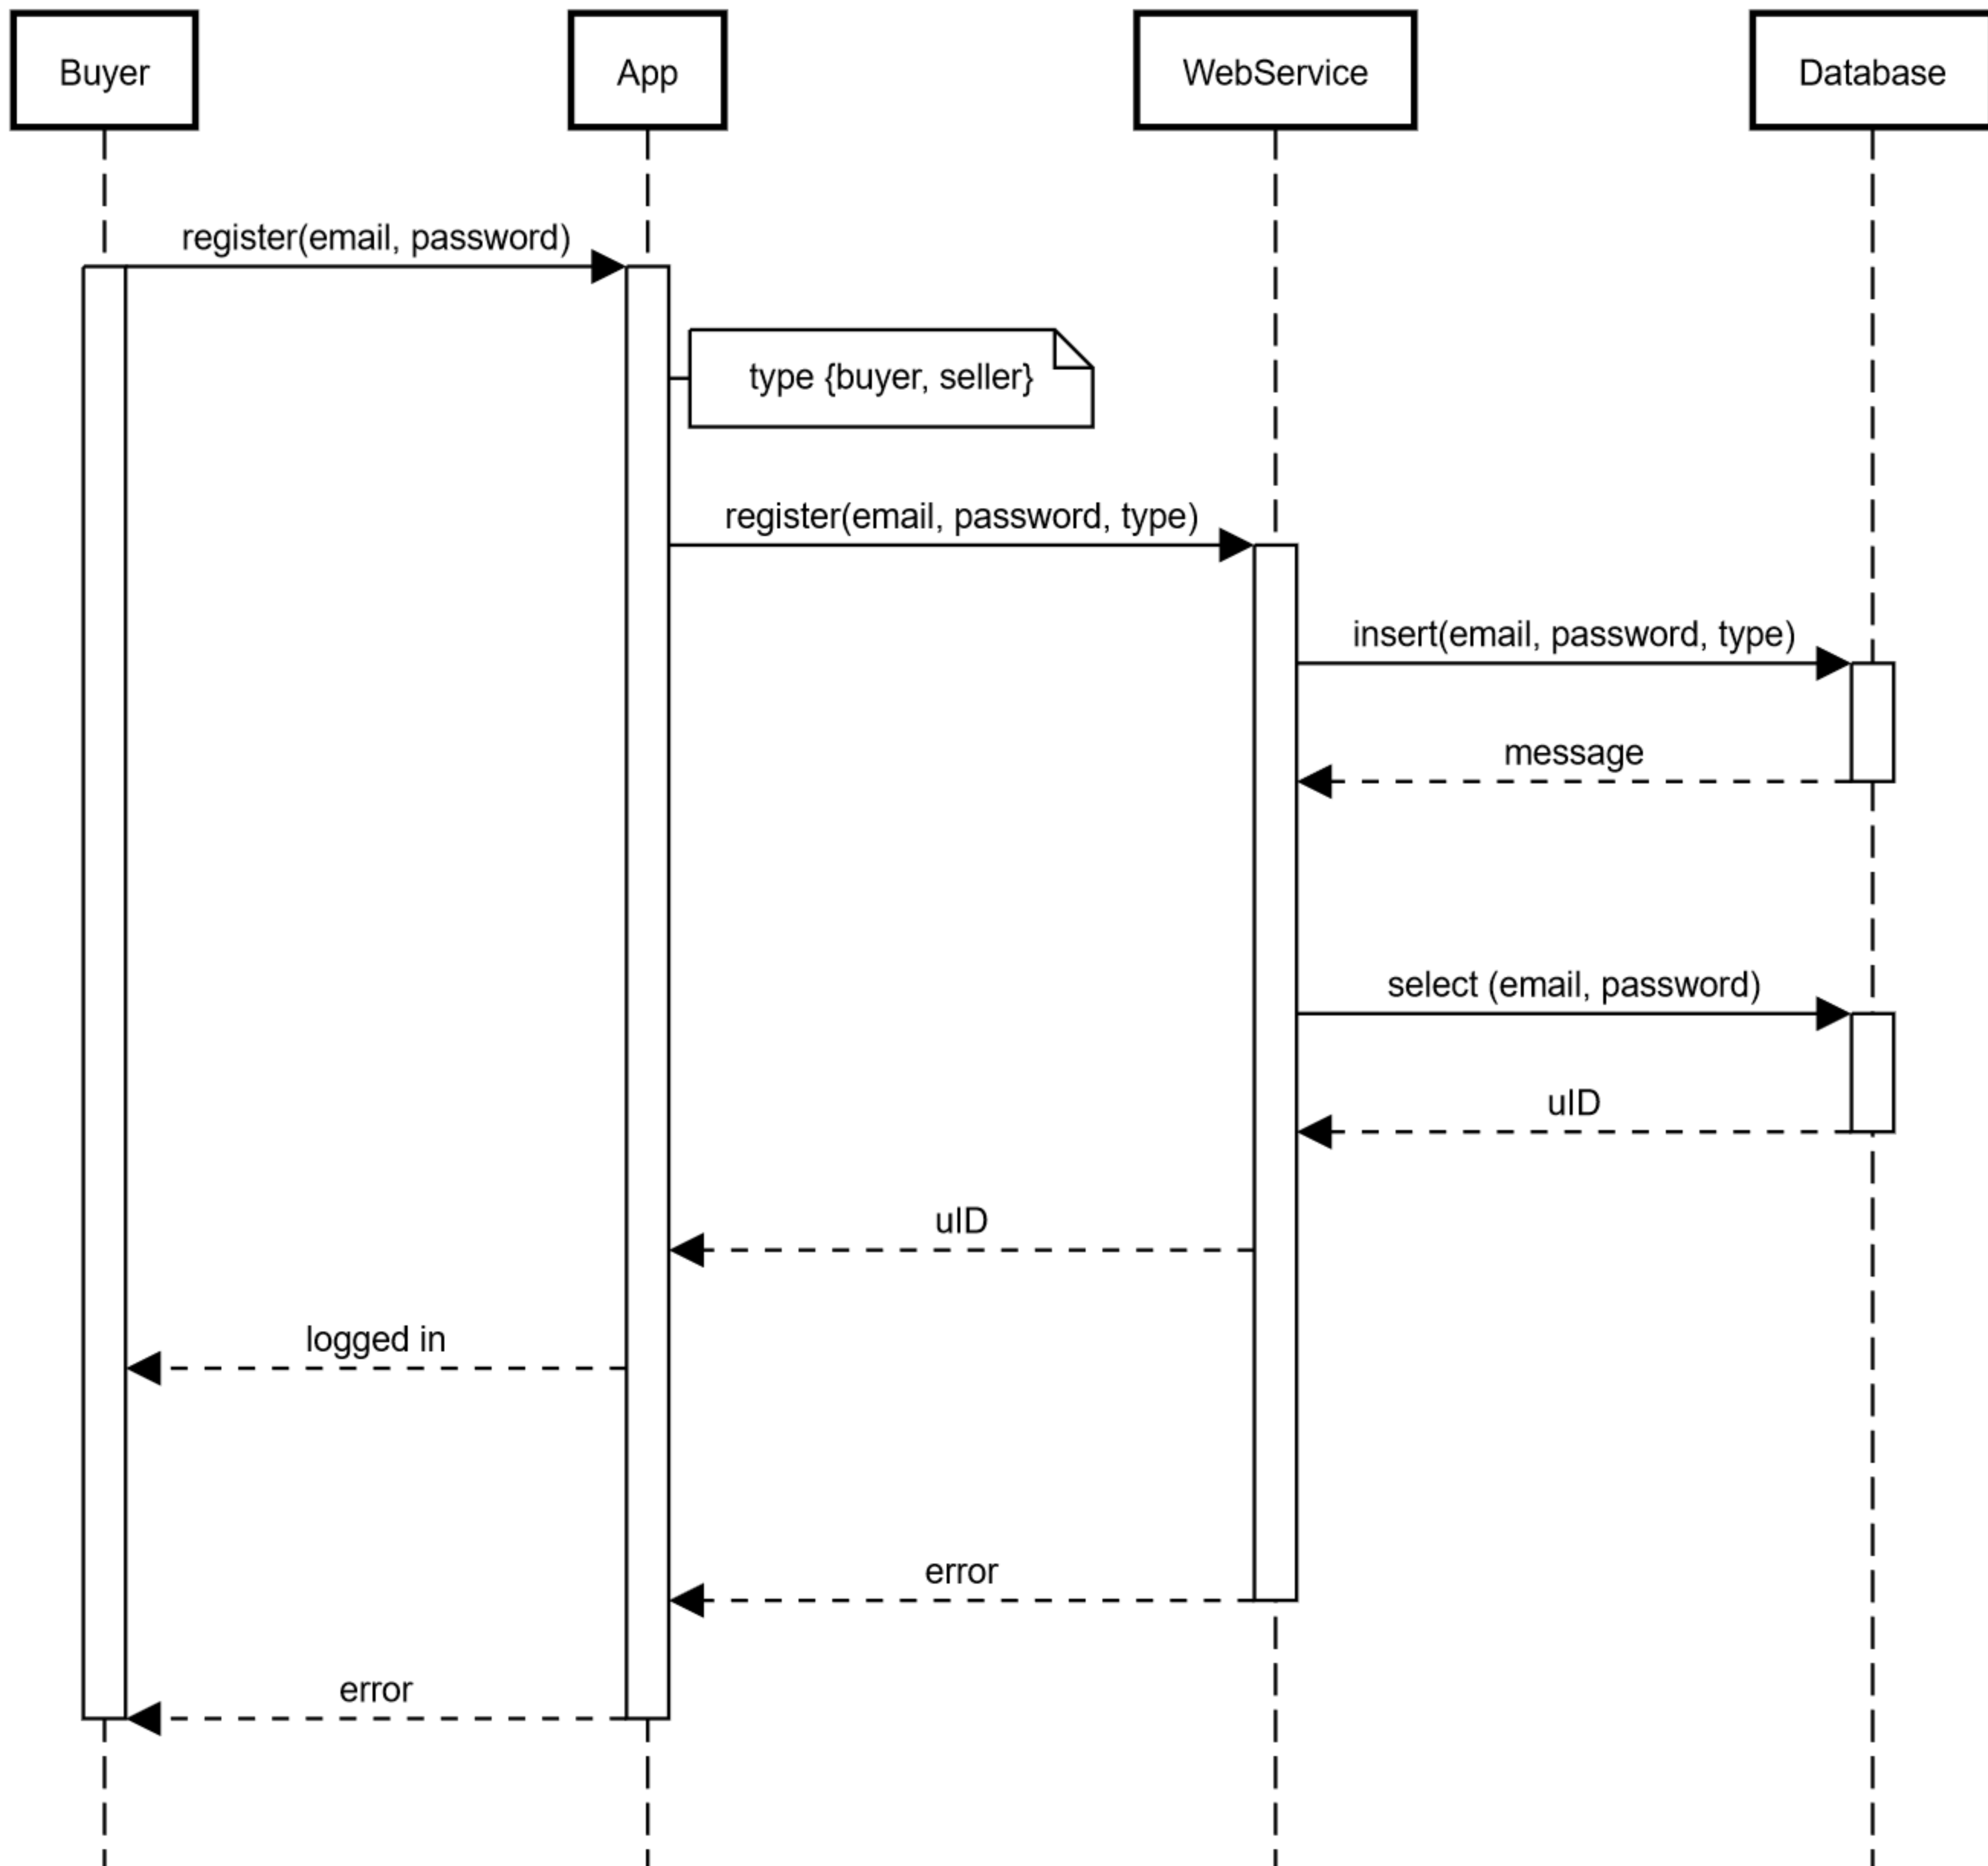 Buyer
App
WebService
Database
register(email, password)
type {buyer, seller}
register(email, password, type)
insert(email, password, type)
message
select (email, password)
uID
uID
logged in
error
error